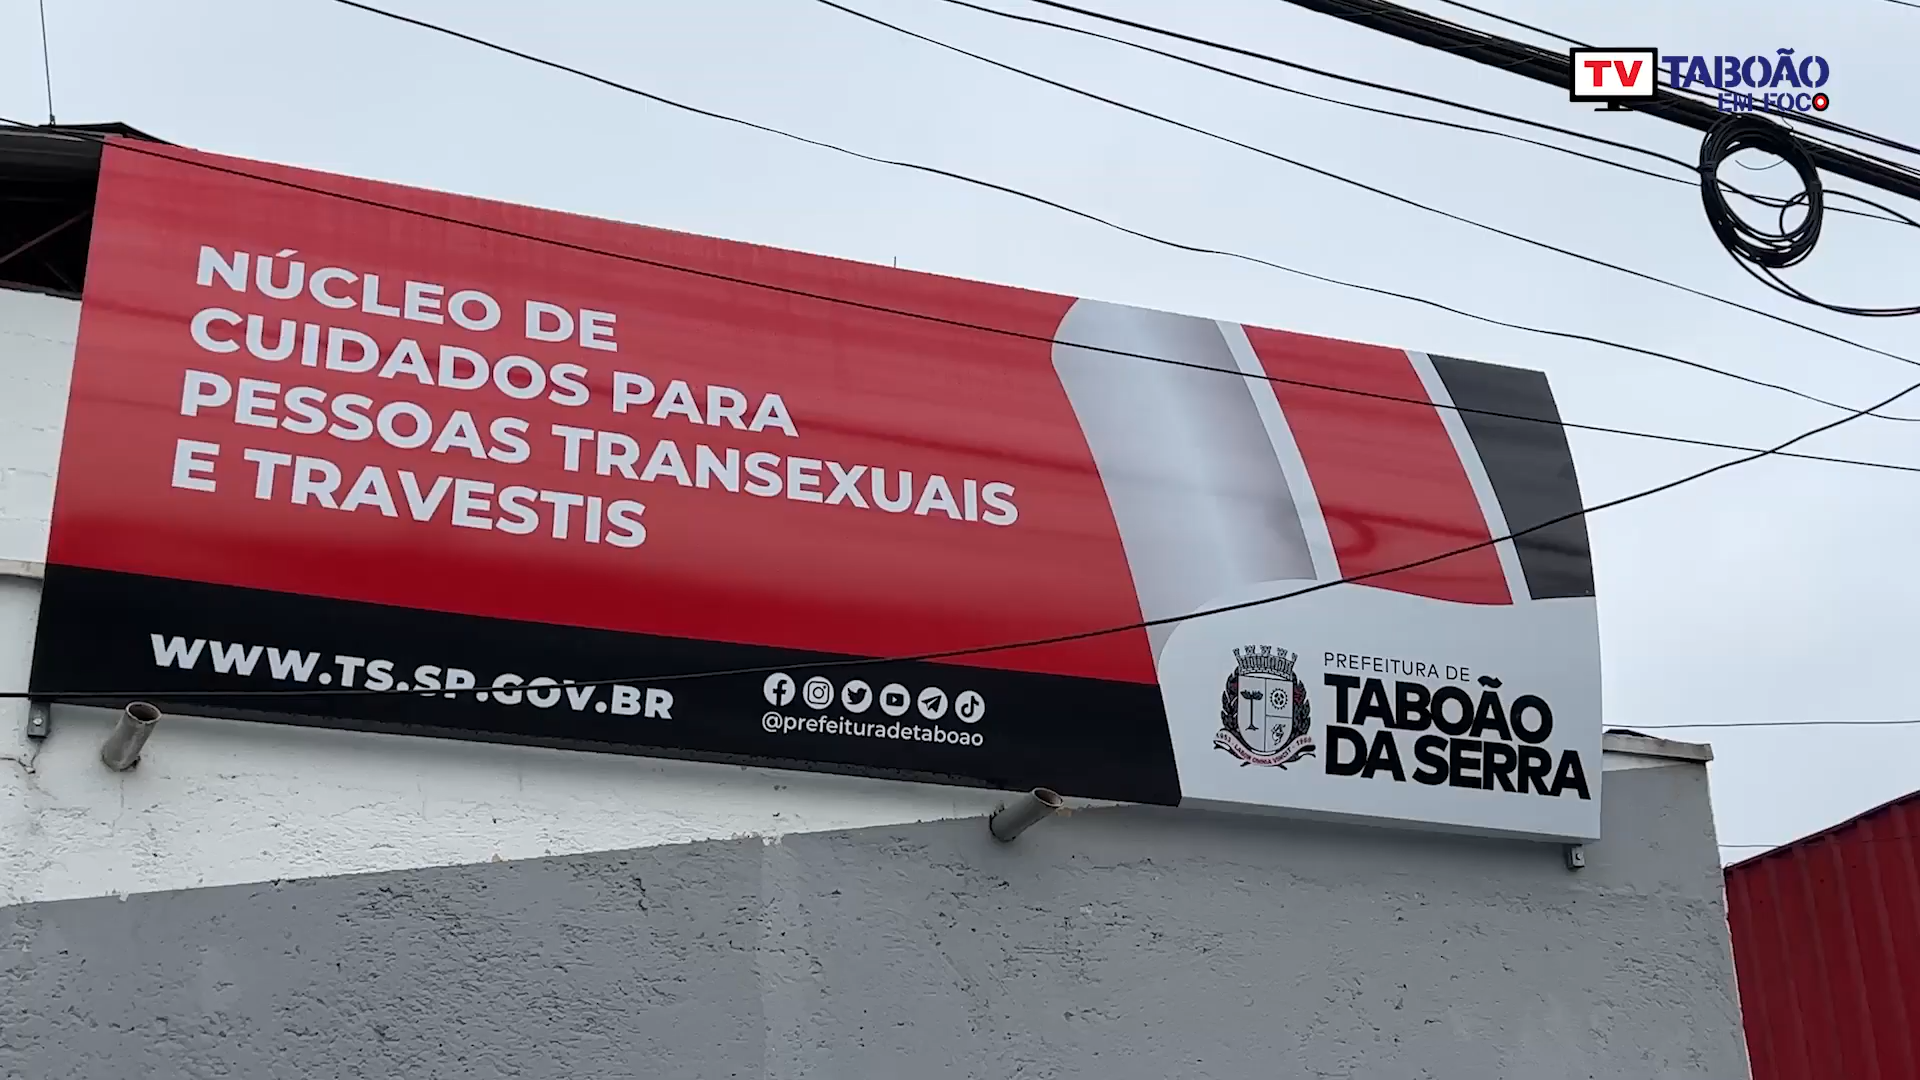 TV TABOÃO
EM FOCO
NÚCLEO DE
CUIDADOS PARA
PESSOAS TRANSEXUAIS
E TRAVESTIS
WWW.TS.SP.GOV.BR
@prefeituradetaboao
PREFEITURA DE
TABOÃO
DA SERRA